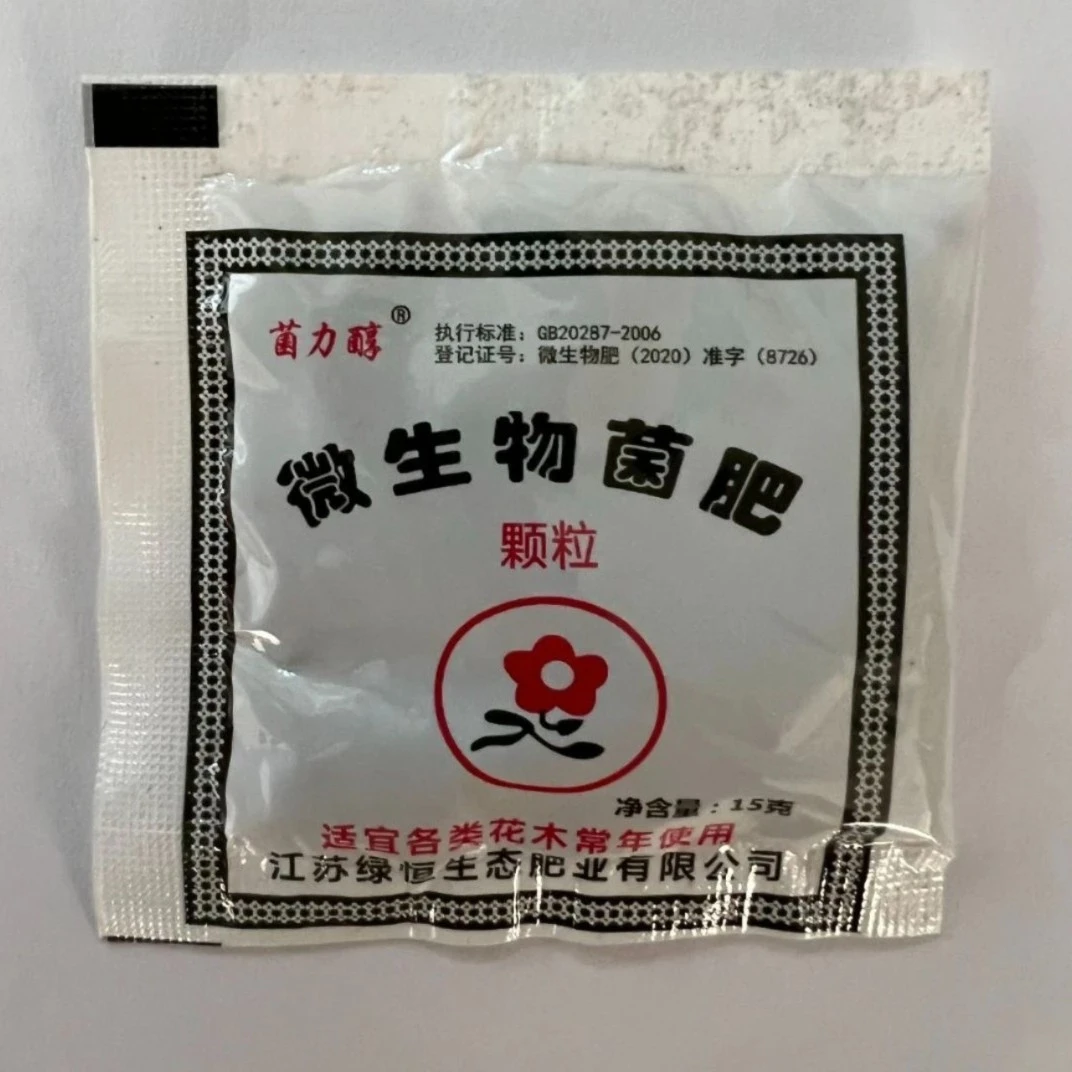 菌力醇®
执行标准：GB20287-2006
登记证号：微生物肥（2020）准字（8726）
微生物菌肥
颗粒
净含量：15克
适宜各类花木常年使用
江苏绿恒生态肥业有限公司